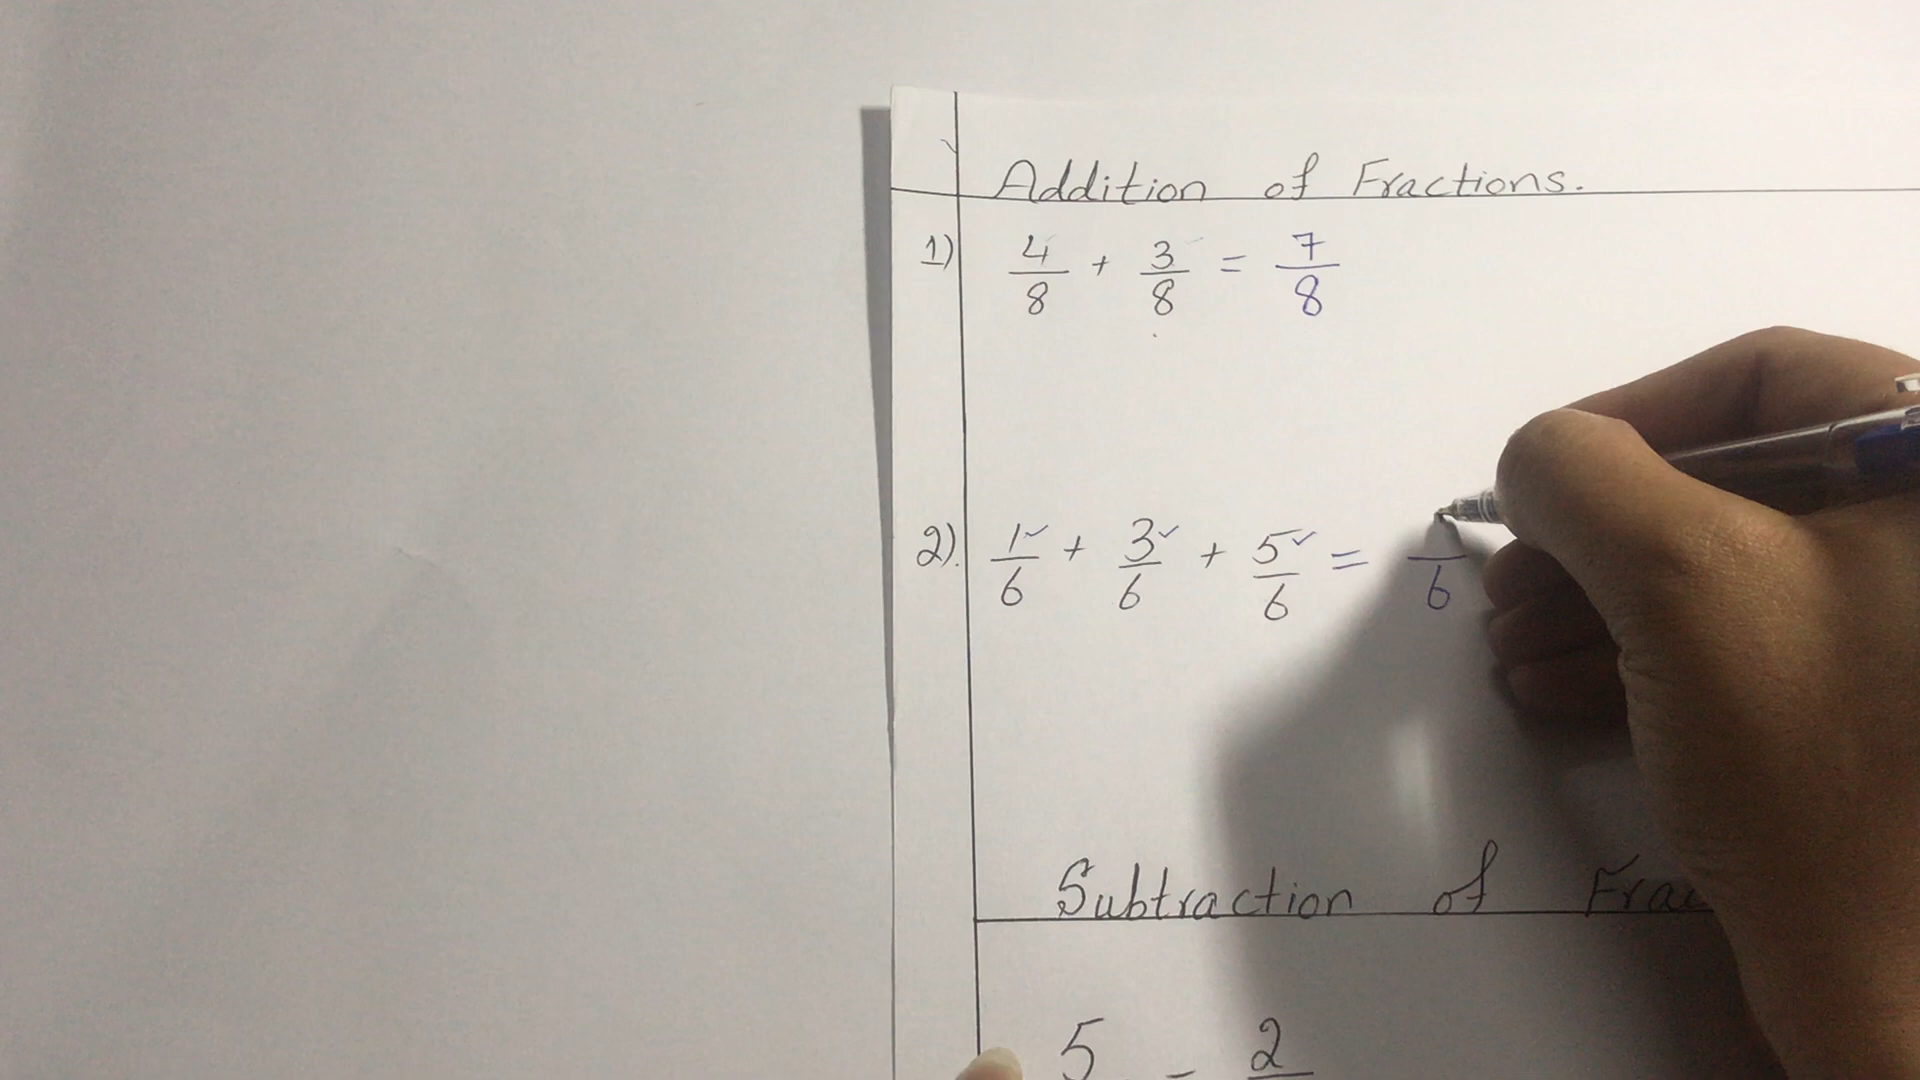 Addition of Fractions.
1) 4/8 + 3/8 = 7/8
2). 1/6 + 3/6 + 5/6 = /6
Subtraction of
5 - 2